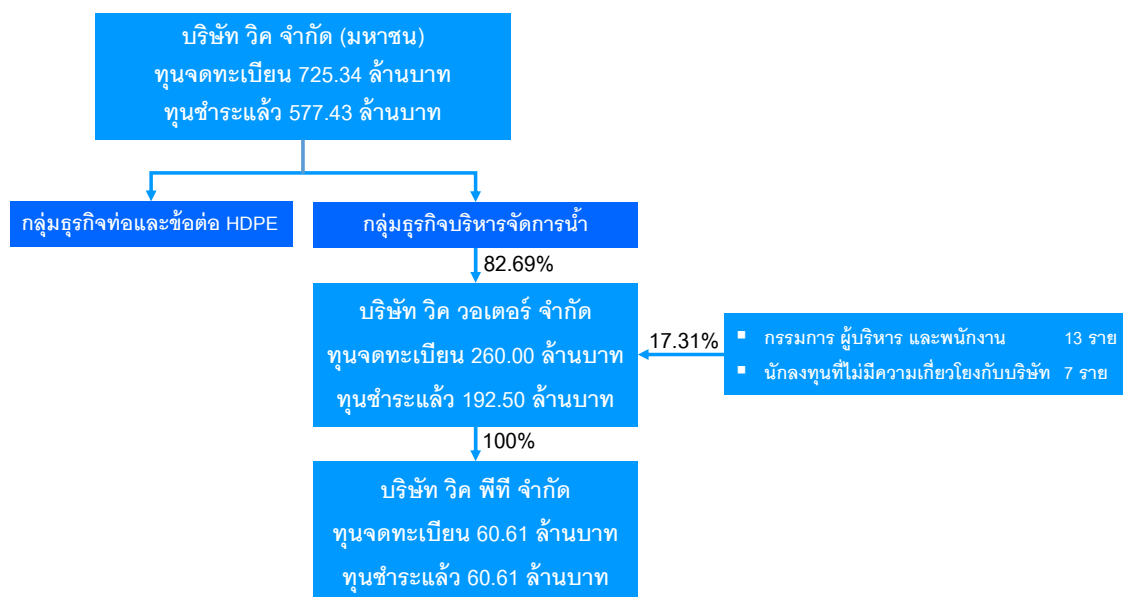 บริษัท วิค จำกัด (มหาชน)
ทุนจดทะเบียน 725.34 ล้านบาท
ทุนชำระแล้ว 577.43 ล้านบาท
กลุ่มธุรกิจท่อและข้อต่อ HDPE
กลุ่มธุรกิจบริหารจัดการน้ำ
82.69%
บริษัท วิค วอเตอร์ จำกัด
ทุนจดทะเบียน 260.00 ล้านบาท
ทุนชำระแล้ว 192.50 ล้านบาท
17.31%
▪ กรรมการ ผู้บริหาร และพนักงาน 13 ราย
▪ นักลงทุนที่ไม่มีความเกี่ยวโยงกับบริษัท 7 ราย
100%
บริษัท วิค พีที จำกัด
ทุนจดทะเบียน 60.61 ล้านบาท
ทุนชำระแล้ว 60.61 ล้านบาท